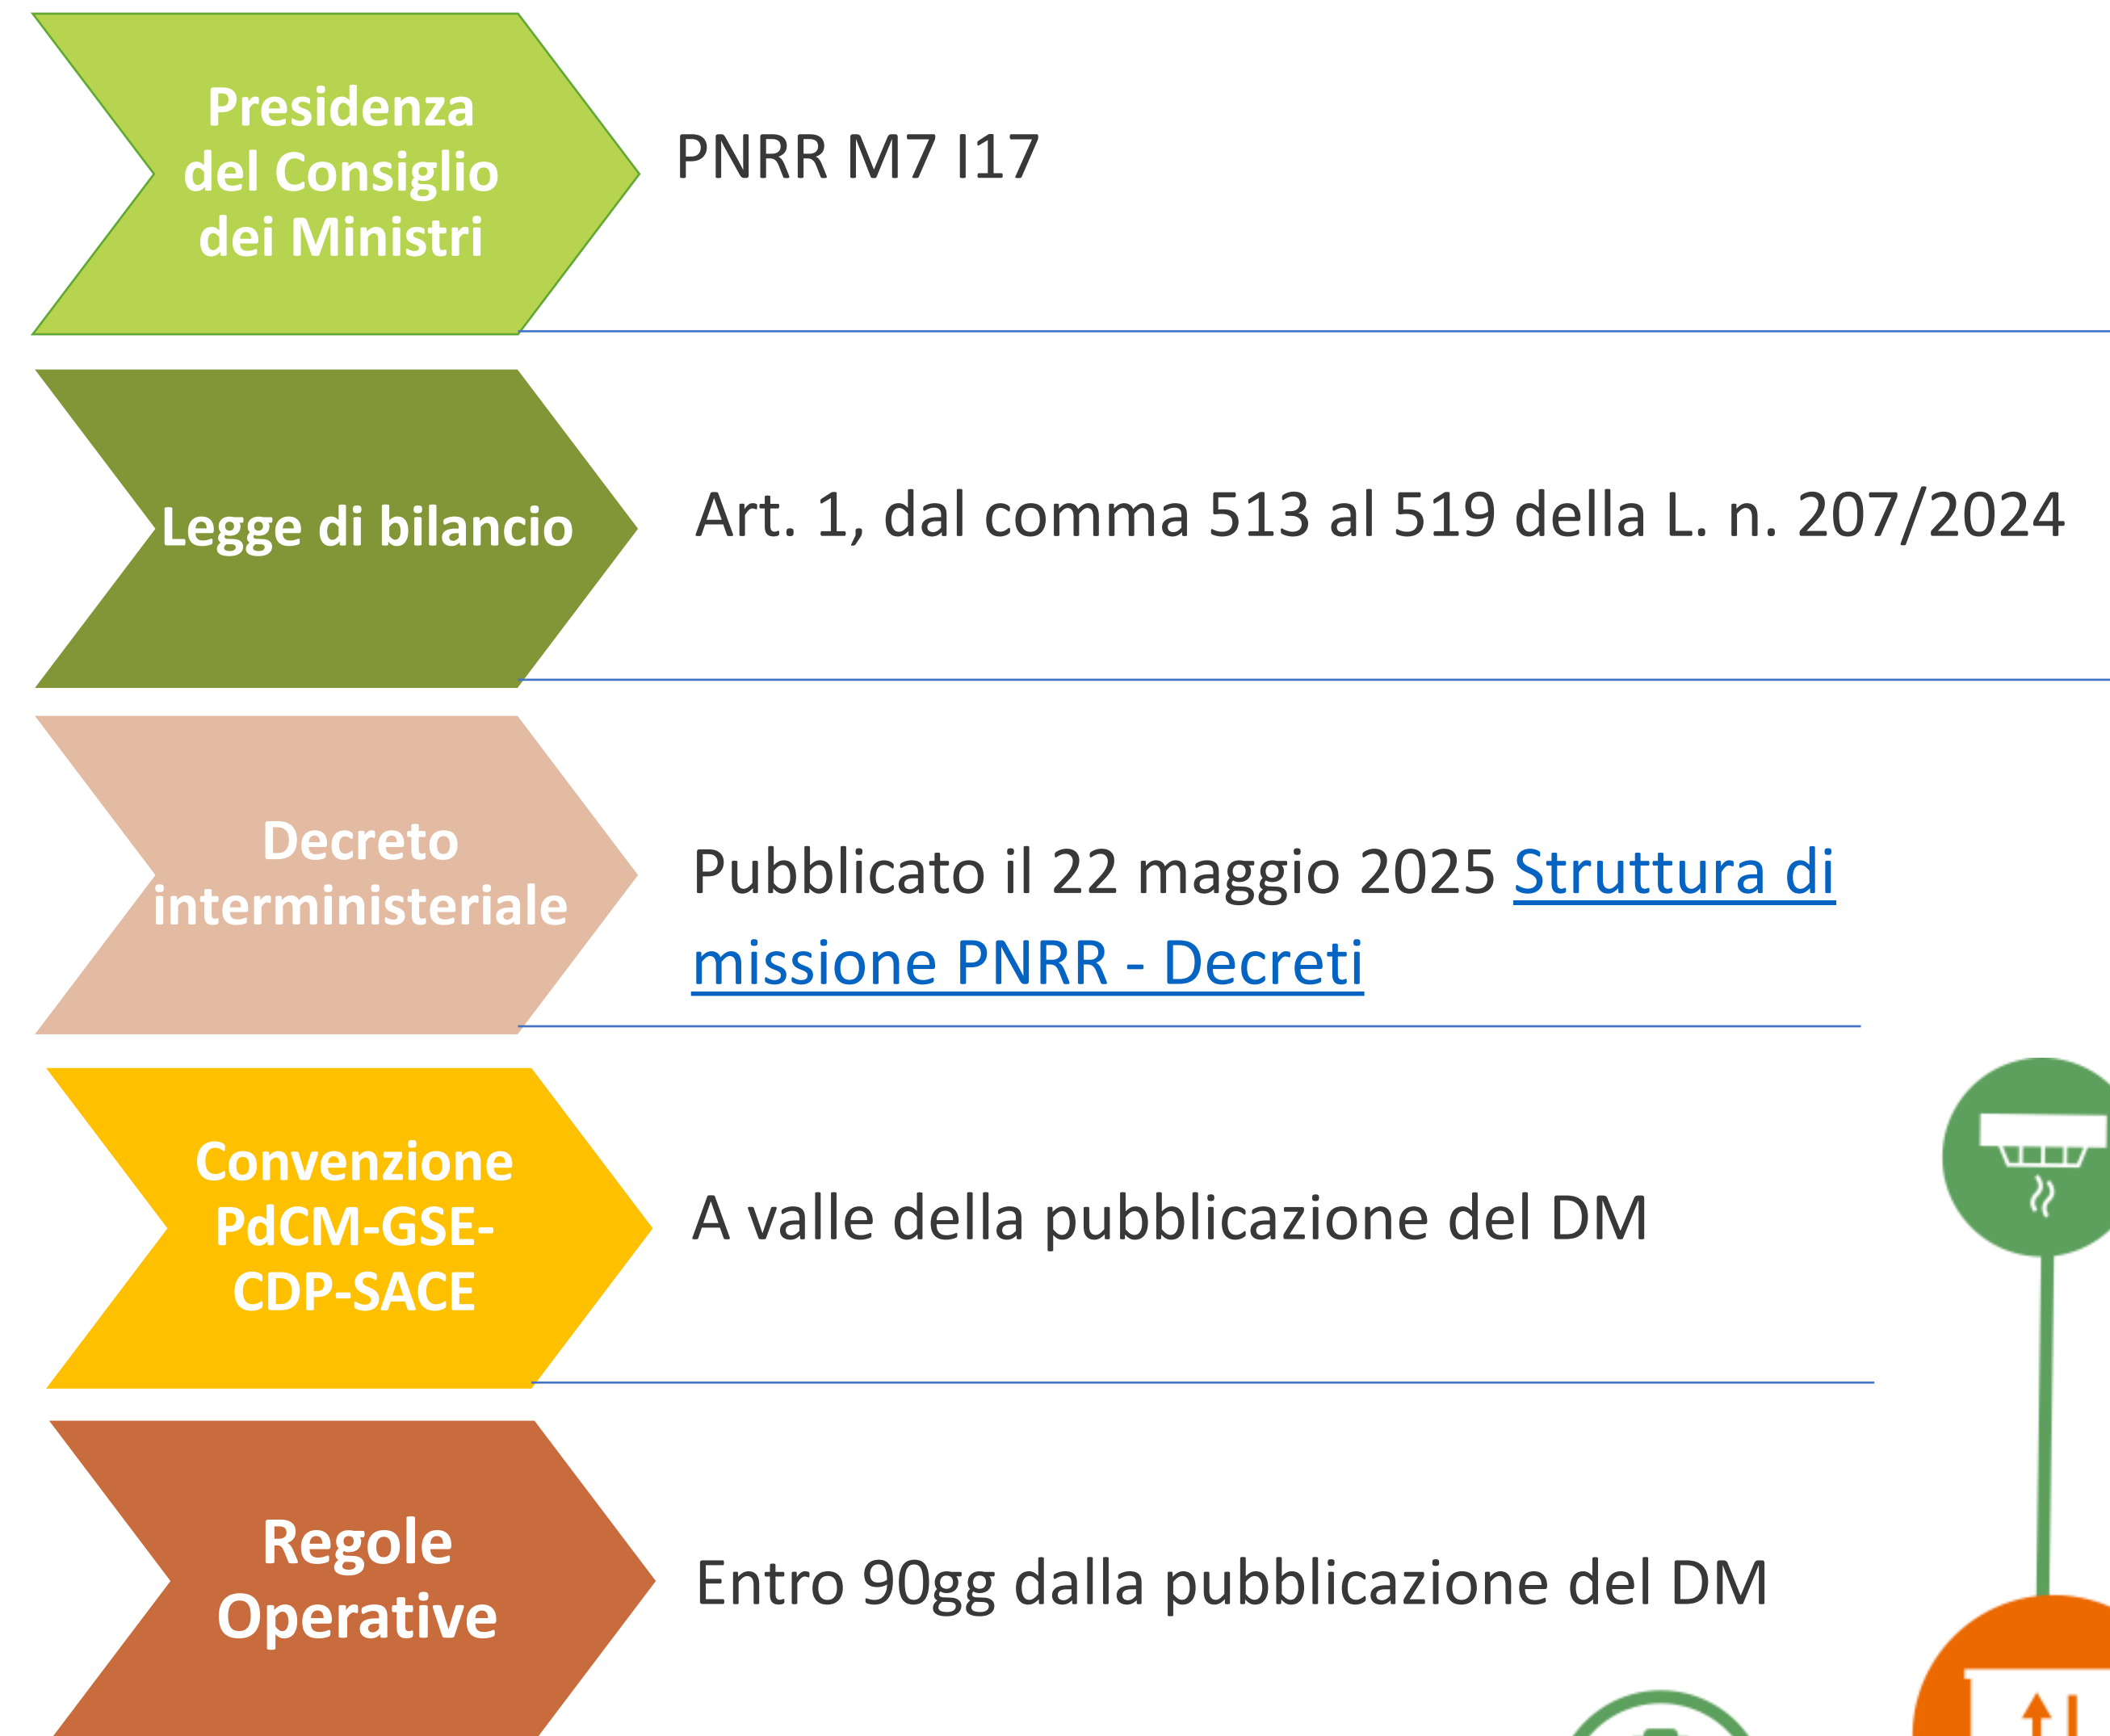 Presidenza
del Consiglio
dei Ministri
PNRR M7 I17
Legge di bilancio
Art. 1, dal comma 513 al 519 della L. n. 207/2024
Decreto
interministeriale
Pubblicato il 22 maggio 2025 Struttura di
missione PNRR - Decreti
Convenzione
PdCM-GSE-
CDP-SACE
A valle della pubblicazione del DM
Regole
Operative
Entro 90gg dalla pubblicazione del DM